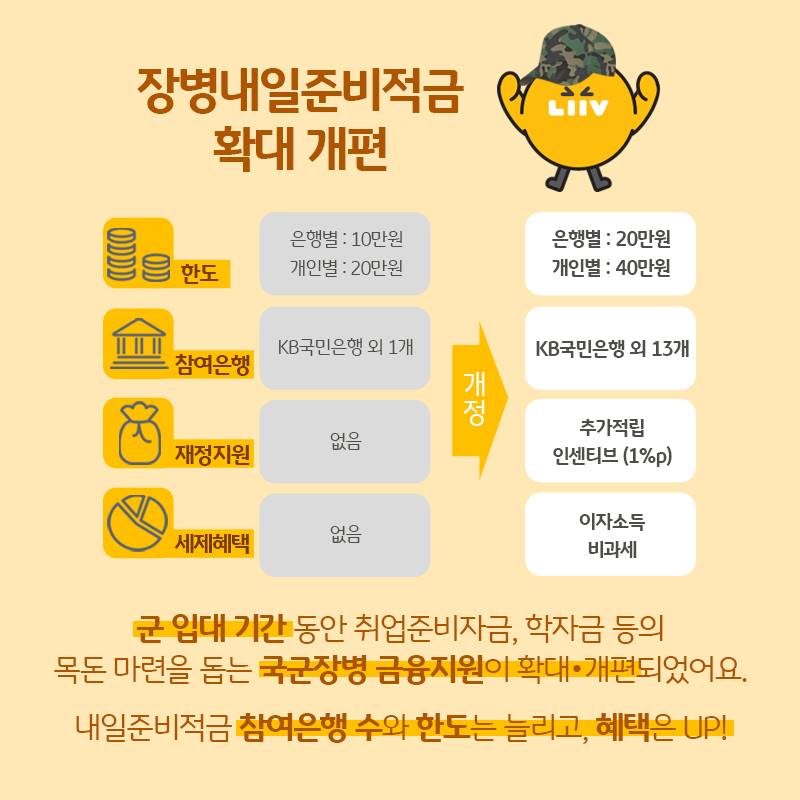 장병내일준비적금
확대 개편
LIIV
한도
은행별 : 10만원
개인별 : 20만원
은행별 : 20만원
개인별 : 40만원
참여은행
KB국민은행 외 1개
KB국민은행 외 13개
개정
재정지원
없음
추가적립
인센티브 (1%p)
세제혜택
없음
이자소득
비과세
군 입대 기간 동안 취업준비자금, 학자금 등의
목돈 마련을 돕는 국군장병 금융지원이 확대•개편되었어요.
내일준비적금 참여은행 수와 한도는 늘리고, 혜택은 UP!